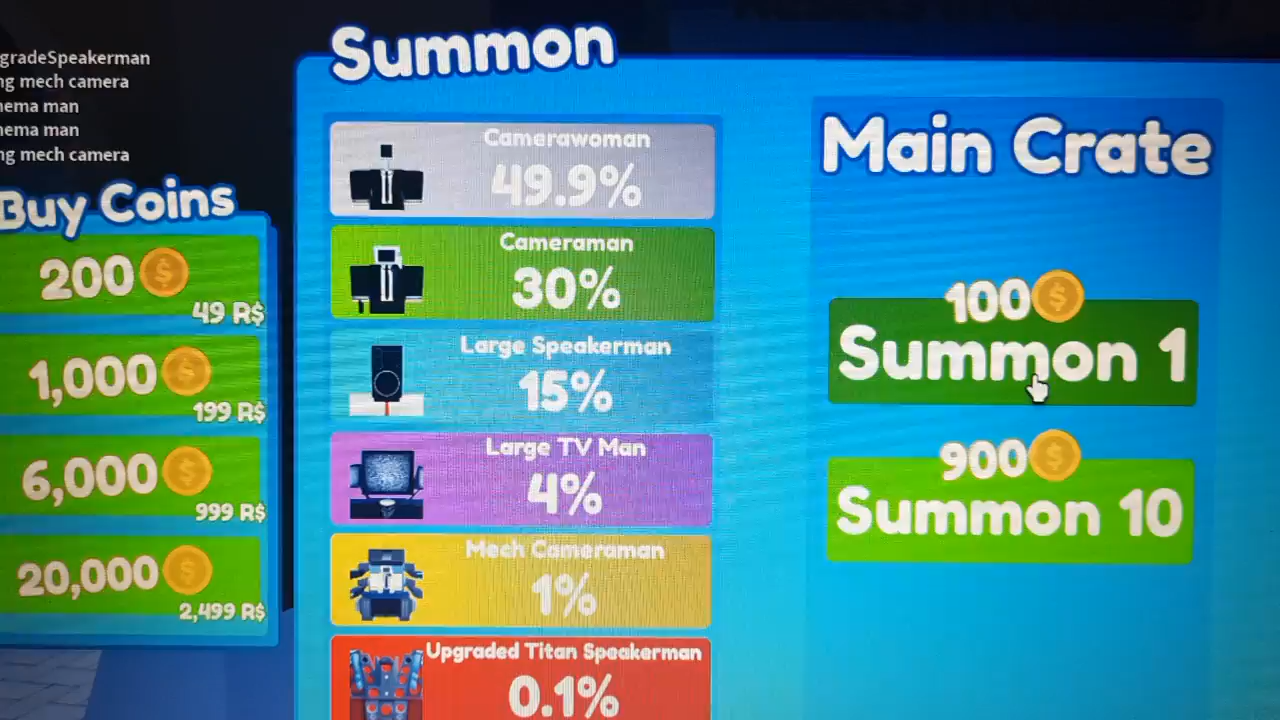 gradeSpeakerman
ng mech camera
nema man
nema man
ng mech camera
Buy Coins
200
49 R$
1,000
199 R$
6,000
999 R$
20,000
2,499 R$
Summon
Camerawoman
49.9%
Cameraman
30%
Large Speakerman
15%
Large TV Man
4%
Mech Cameraman
1%
Upgraded Titan Speakerman
0.1%
Main Crate
100
Summon 1
900
Summon 10